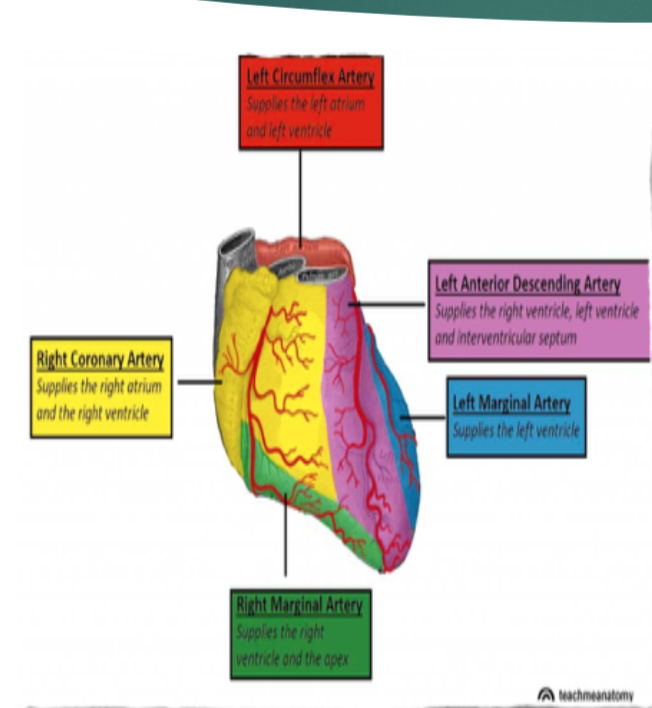 Left Circumflex Artery
Supplies the left atrium
and left ventricle
Left Anterior Descending Artery
Supplies the right ventricle, left ventricle
and interventricular septum
Right Coronary Artery
Supplies the right atrium
and the right ventricle
Left Marginal Artery
Supplies the left ventricle
Right Marginal Artery
Supplies the right
ventricle and the apex
teachmeanatomy